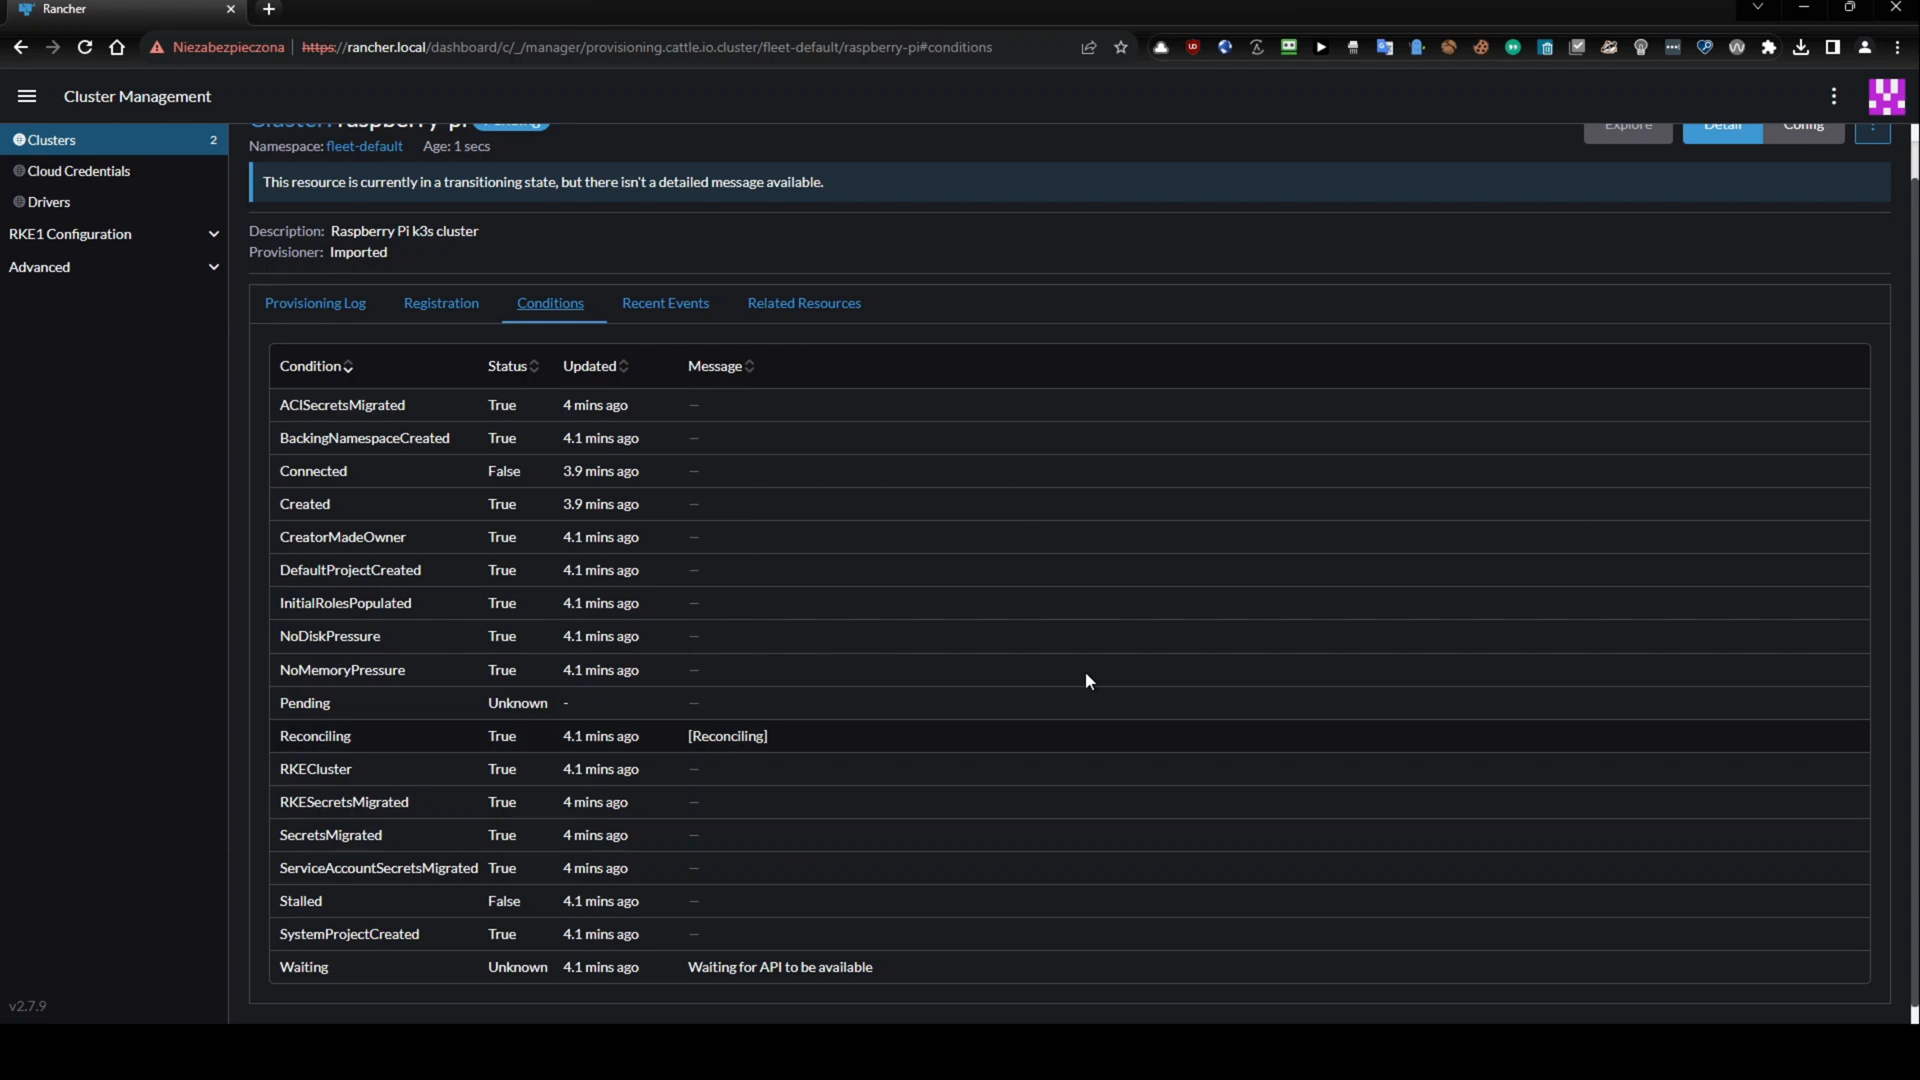 Rancher
Niezabezpieczona https://rancher.local/dashboard/c/_/manager/provisioning.cattle.io.cluster/fleet-default/raspberry-pi#conditions
Cluster Management
Clusters 2
Cloud Credentials
Drivers
RKE1 Configuration
Advanced
v2.7.9
Cluster: raspberry-pi Pending
Explore Detail Config
Namespace: fleet-default Age: 1 secs
This resource is currently in a transitioning state, but there isn't a detailed message available.
Description: Raspberry Pi k3s cluster
Provisioner: Imported
Provisioning Log Registration Conditions Recent Events Related Resources
Condition Status Updated Message
ACISecretsMigrated True 4 mins ago —
BackingNamespaceCreated True 4.1 mins ago —
Connected False 3.9 mins ago —
Created True 3.9 mins ago —
CreatorMadeOwner True 4.1 mins ago —
DefaultProjectCreated True 4.1 mins ago —
InitialRolesPopulated True 4.1 mins ago —
NoDiskPressure True 4.1 mins ago —
NoMemoryPressure True 4.1 mins ago —
Pending Unknown - —
Reconciling True 4.1 mins ago [Reconciling]
RKECluster True 4.1 mins ago —
RKESecretsMigrated True 4 mins ago —
SecretsMigrated True 4 mins ago —
ServiceAccountSecretsMigrated True 4 mins ago —
Stalled False 4.1 mins ago —
SystemProjectCreated True 4.1 mins ago —
Waiting Unknown 4.1 mins ago Waiting for API to be available